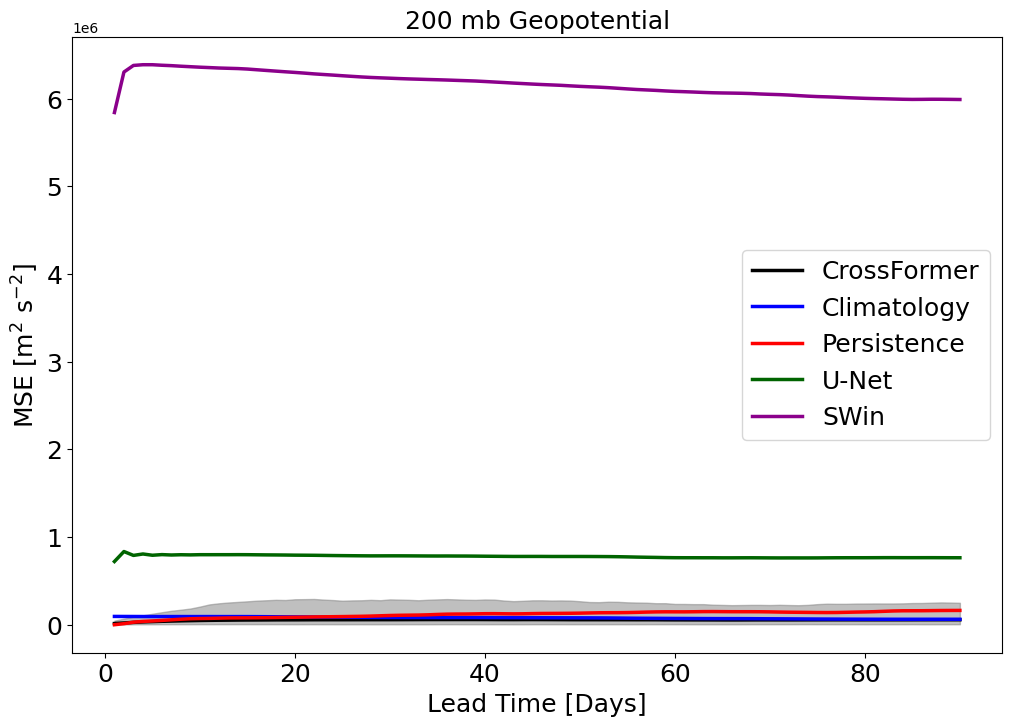 200 mb Geopotential
1e6
6
5
4
3
2
1
0
MSE [m² s⁻²]
CrossFormer
Climatology
Persistence
U-Net
SWin
0 20 40 60 80
Lead Time [Days]